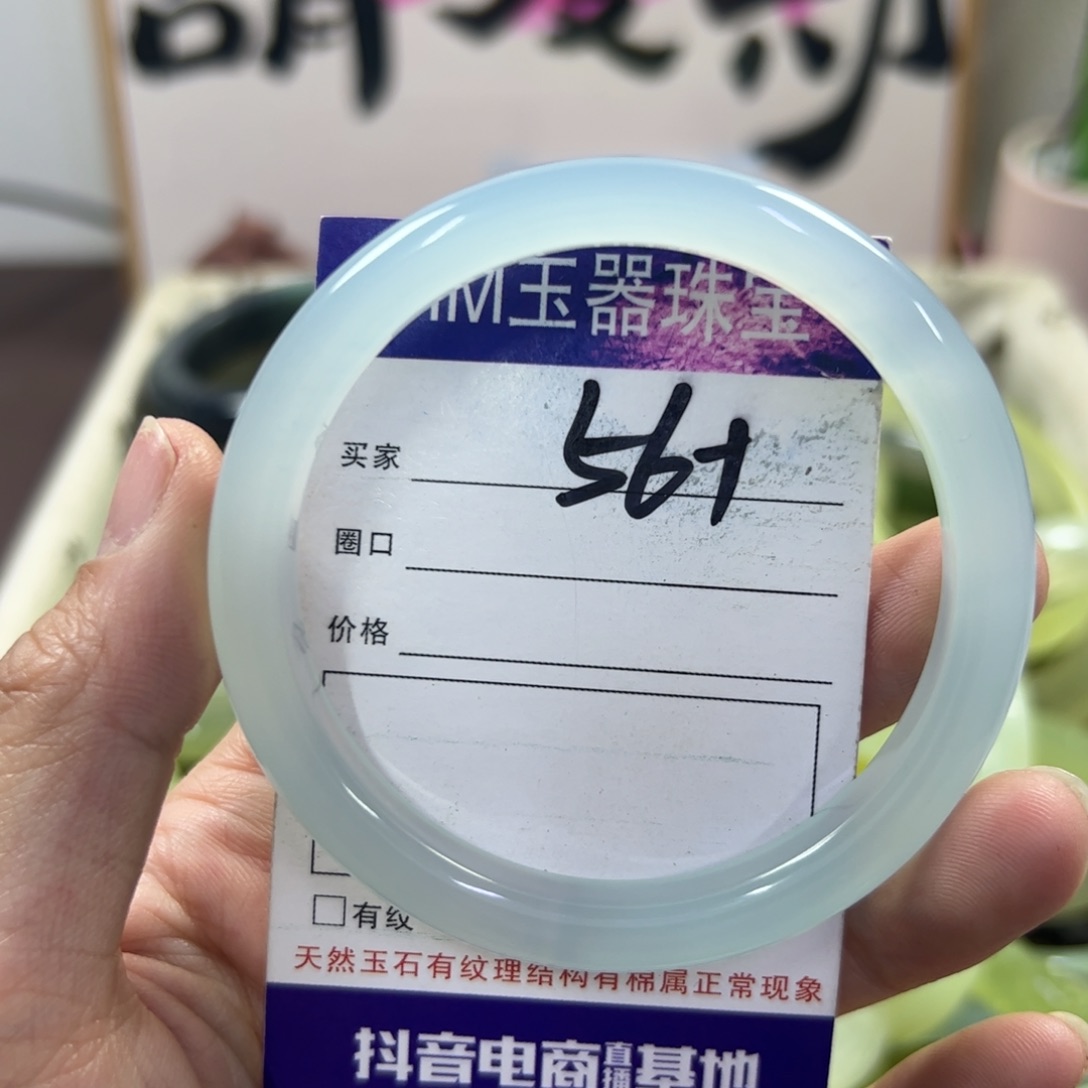 玉器珠宝
56+
买家
圈口
价格
有纹
天然玉石有纹理结构有棉属正常现象
抖音电商直播基地